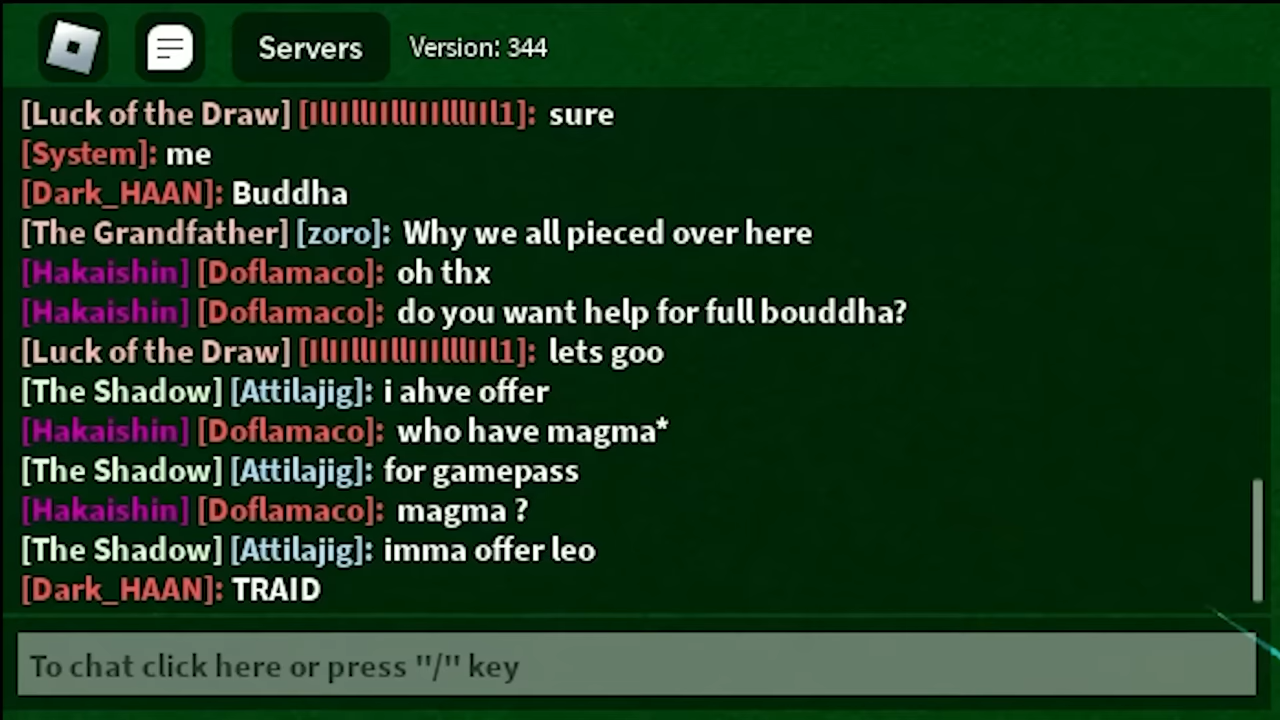 Servers Version: 344
[Luck of the Draw] [IlIIllIIllIIIlllIIl1]: sure
[System]: me
[Dark_HAAN]: Buddha
[The Grandfather] [zoro]: Why we all pieced over here
[Hakaishin] [Doflamaco]: oh thx
[Hakaishin] [Doflamaco]: do you want help for full bouddha?
[Luck of the Draw] [IlIIllIIllIIIlllIIl1]: lets goo
[The Shadow] [Attilajig]: i ahve offer
[Hakaishin] [Doflamaco]: who have magma*
[The Shadow] [Attilajig]: for gamepass
[Hakaishin] [Doflamaco]: magma ?
[The Shadow] [Attilajig]: imma offer leo
[Dark_HAAN]: TRAID
To chat click here or press "/" key